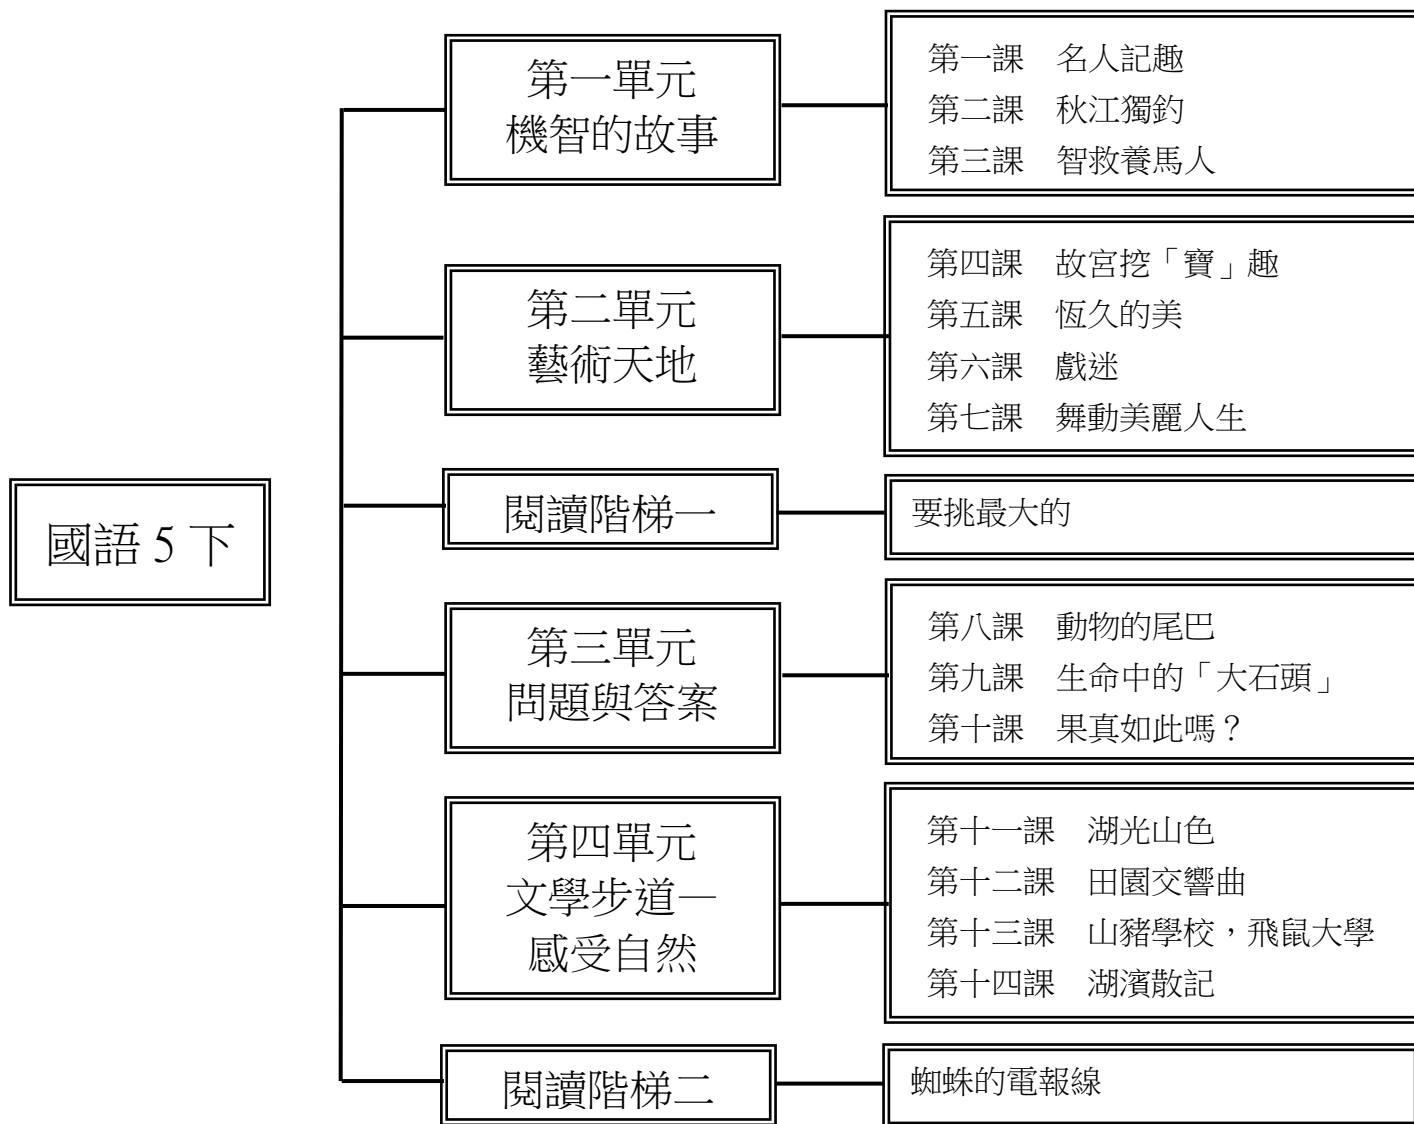 國語 5 下
第一單元
機智的故事
第一課　名人記趣
第二課　秋江獨釣
第三課　智救養馬人
第二單元
藝術天地
第四課　故宮挖「寶」趣
第五課　恆久的美
第六課　戲迷
第七課　舞動美麗人生
閱讀階梯一
要挑最大的
第三單元
問題與答案
第八課　動物的尾巴
第九課　生命中的「大石頭」
第十課　果真如此嗎？
第四單元
文學步道—
感受自然
第十一課　湖光山色
第十二課　田園交響曲
第十三課　山豬學校，飛鼠大學
第十四課　湖濱散記
閱讀階梯二
蜘蛛的電報線